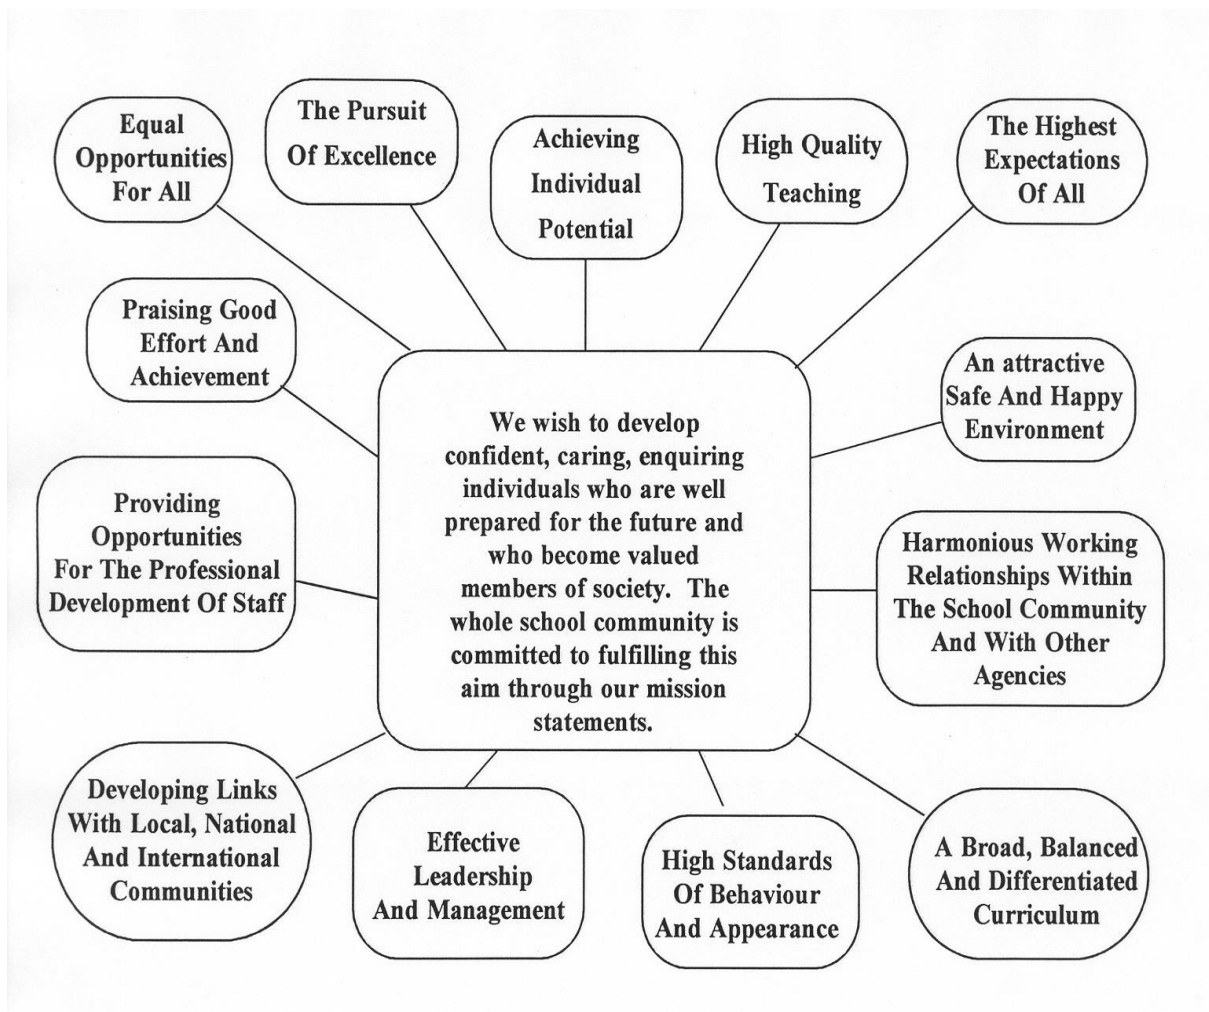 Equal
Opportunities
For All
The Pursuit
Of Excellence
Achieving
Individual
Potential
High Quality
Teaching
The Highest
Expectations
Of All
Praising Good
Effort And
Achievement
An attractive
Safe And Happy
Environment
We wish to develop
confident, caring, enquiring
individuals who are well
prepared for the future and
who become valued
members of society.  The
whole school community is
committed to fulfilling this
aim through our mission
statements.
Providing
Opportunities
For The Professional
Development Of Staff
Harmonious Working
Relationships Within
The School Community
And With Other
Agencies
Developing Links
With Local, National
And International
Communities
Effective
Leadership
And Management
High Standards
Of Behaviour
And Appearance
A Broad, Balanced
And Differentiated
Curriculum